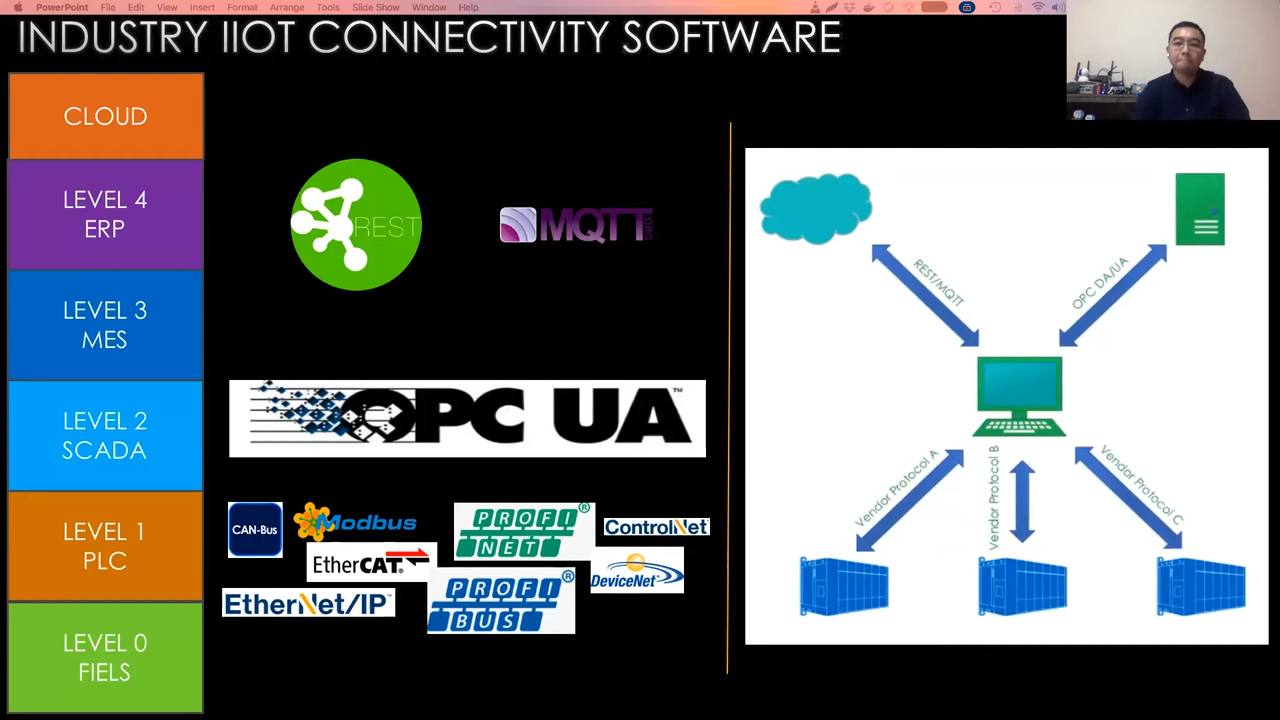 PowerPoint File Edit View Insert Format Arrange Tools Slide Show Window Help
INDUSTRY IIOT CONNECTIVITY SOFTWARE
CLOUD
LEVEL 4
ERP
LEVEL 3
MES
LEVEL 2
SCADA
LEVEL 1
PLC
LEVEL 0
FIELS
REST
MQTT
.ORG
OPC UA™
CAN-Bus
Modbus
PROFI®
NET
ControlNet
EtherCAT
DeviceNet
EtherNet/IP
PROFI®
BUS
REST/MQTT
OPC DA/UA
Vendor Protocol A
Vendor Protocol B
Vendor Protocol C